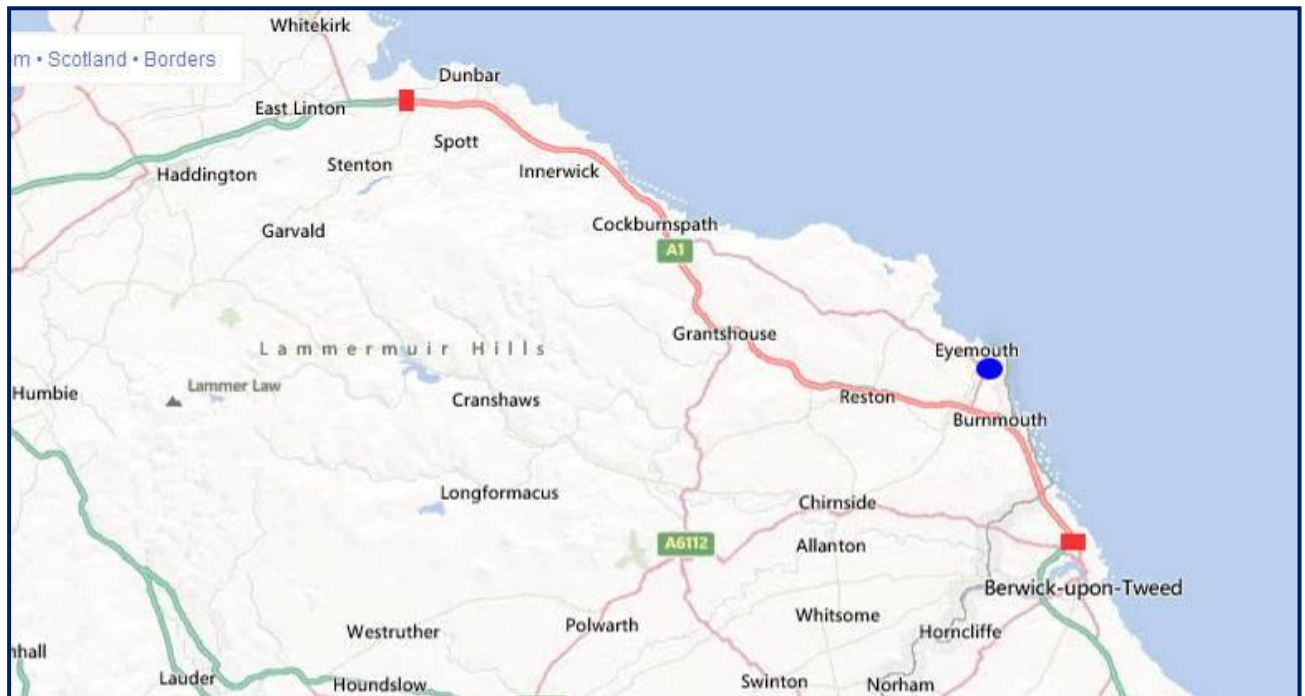 Whitekirk
m • Scotland • Borders
Dunbar
East Linton
Spott
Stenton
Innerwick
Haddington
Cockburnspath
Garvald
A1
Grantshouse
Lammermuir Hills
Eyemouth
Lammer Law
Humbie
Cranshaws
Reston
Burnmouth
Longformacus
Chirnside
A6112
Allanton
Berwick-upon-Tweed
Whitsome
Polwarth
Westruther
Horncliffe
nhall
Lauder
Houndslow
Swinton
Norham